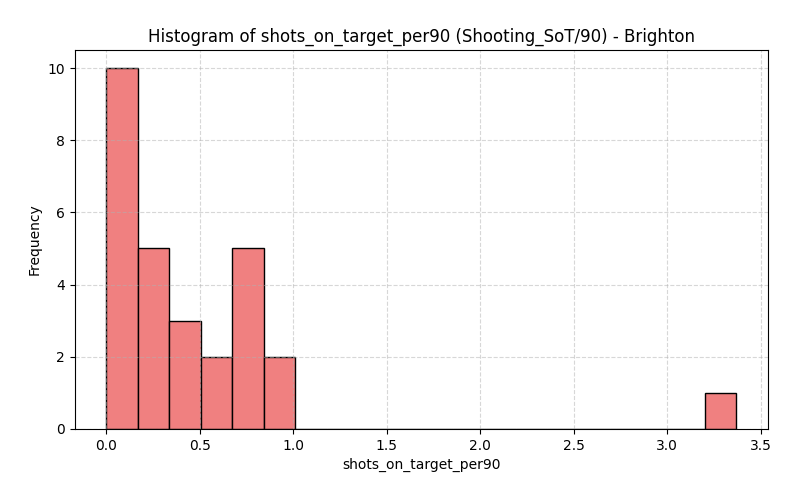 Histogram of shots_on_target_per90 (Shooting_SoT/90) - Brighton
Frequency
10
8
6
4
2
0
0.0 0.5 1.0 1.5 2.0 2.5 3.0 3.5
shots_on_target_per90